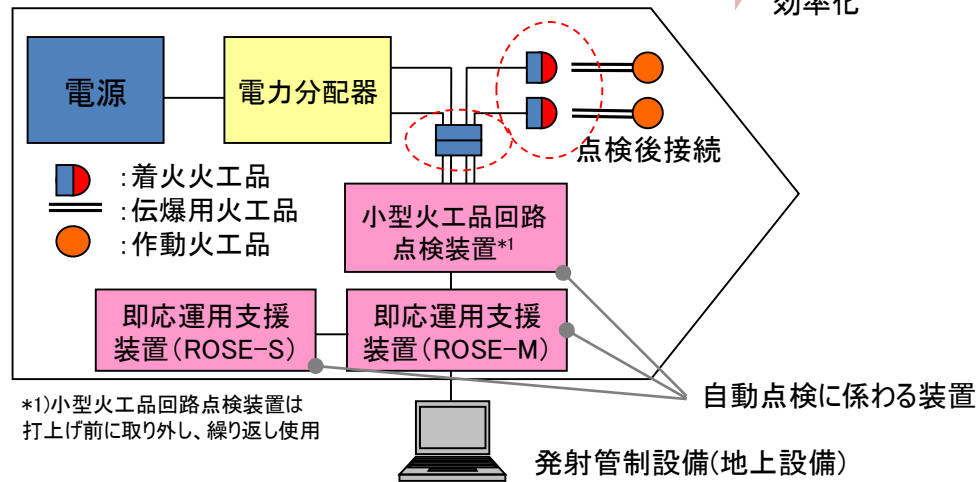 効率化
電源
電力分配器
点検後接続
:着火火工品
:伝爆用火工品
:作動火工品
小型火工品回路
点検装置*1
即応運用支援
装置(ROSE-S)
即応運用支援
装置(ROSE-M)
自動点検に係わる装置
*1)小型火工品回路点検装置は
打上げ前に取り外し、繰り返し使用
発射管制設備(地上設備)